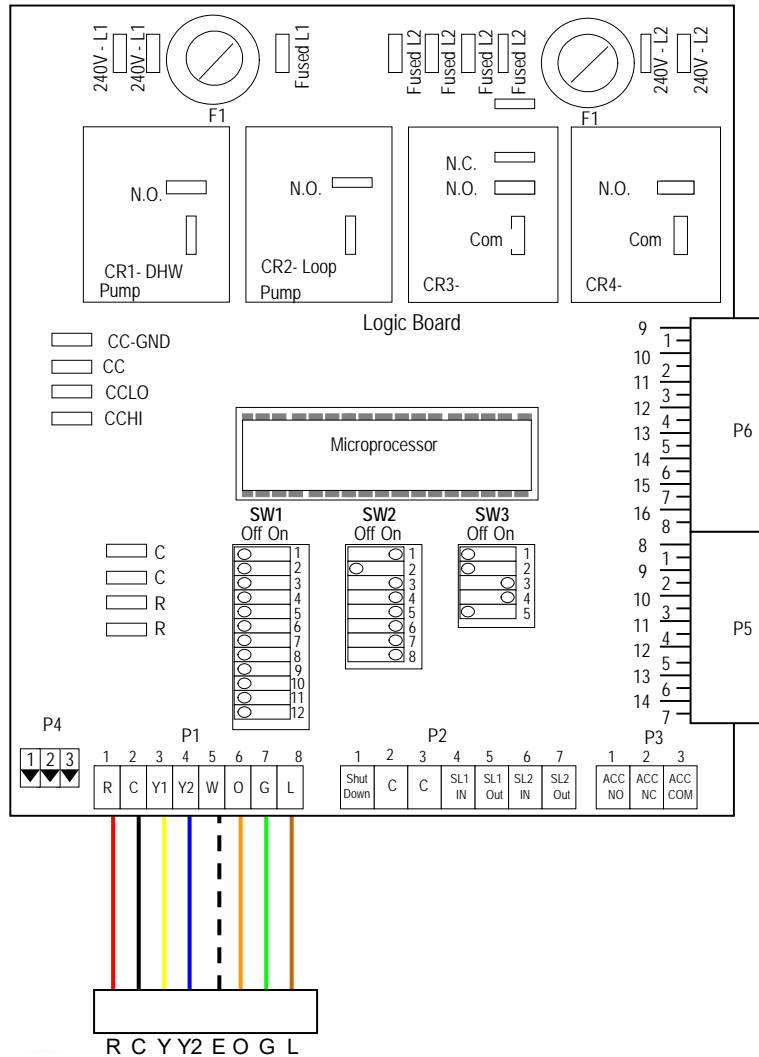 240V - L1
240V - L1
F1
Fused L1
Fused L2
Fused L2
Fused L2
Fused L2
F1
240V - L2
240V - L2
N.O.
CR1- DHW
Pump
N.O.
CR2- Loop
Pump
N.C.
N.O.
Com
CR3-
N.O.
Com
CR4-
Logic Board
CC-GND
CC
CCLO
CCHI
Microprocessor
9
1
10
2
11
3
12
4
13
5
14
6
15
7
16
8
P6
8
1
9
2
10
3
11
4
12
5
13
6
14
7
P5
C
C
R
R
SW1
Off On
1
2
3
4
5
6
7
8
9
10
11
12
SW2
Off On
1
2
3
4
5
6
7
8
SW3
Off On
1
2
3
4
5
P4
1 2 3
P1
1 2 3 4 5 6 7 8
R C Y1 Y2 W O G L
P2
1 2 3 4 5 6 7
Shut Down C C SL1 IN SL1 Out SL2 IN SL2 Out
P3
1 2 3
ACC NO ACC NC ACC COM
R C Y Y2 E O G L